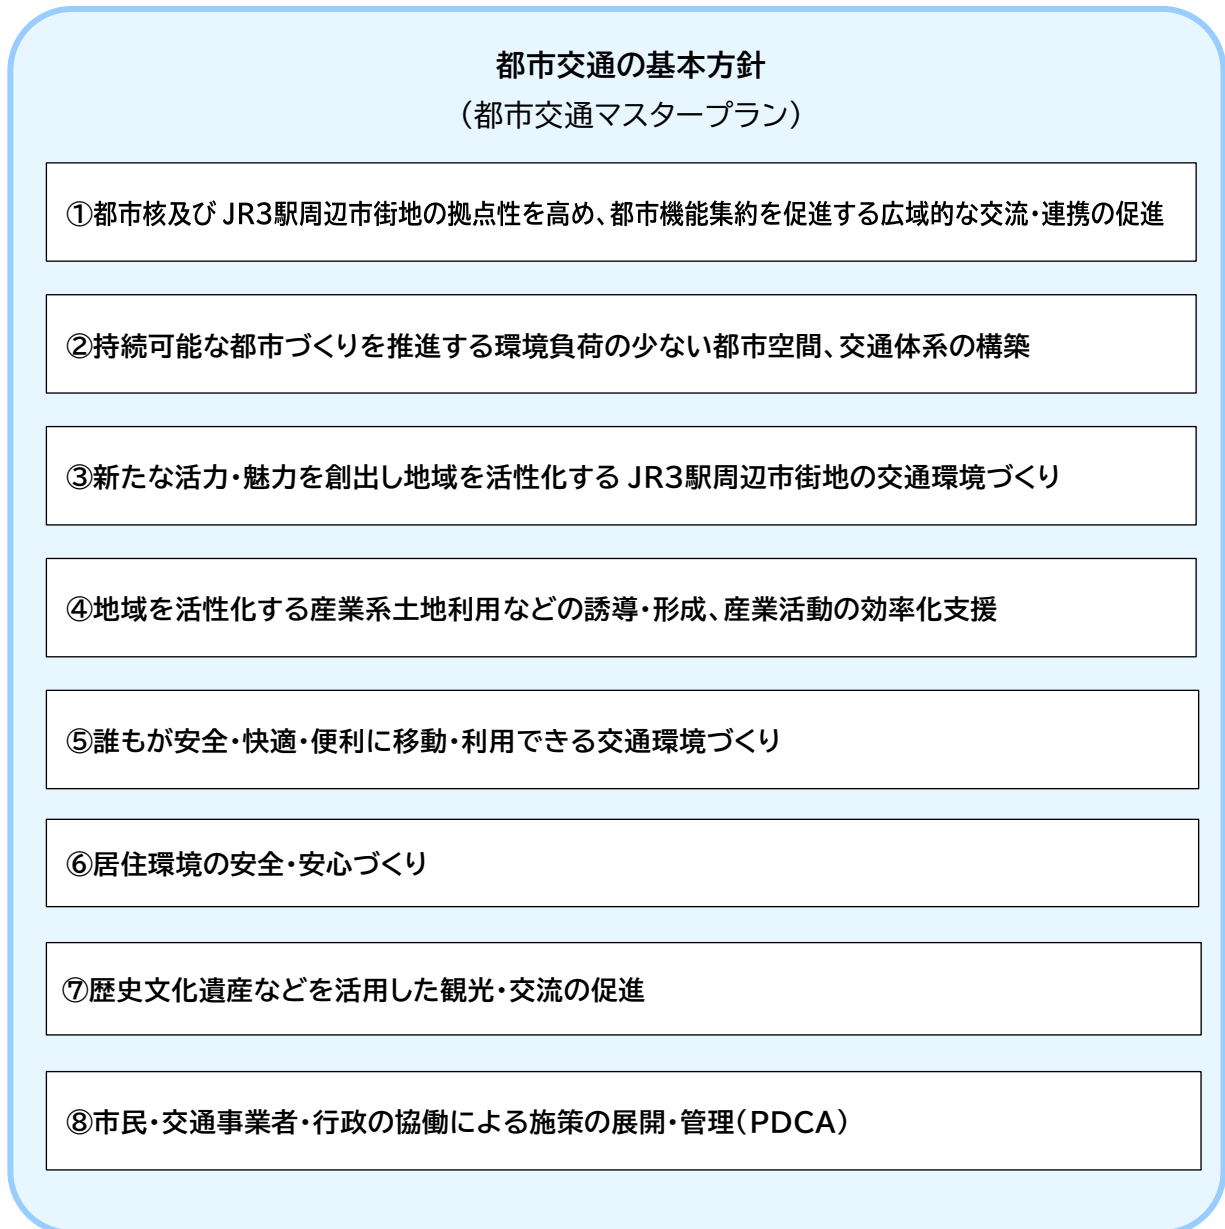 都市交通の基本方針
（都市交通マスタープラン）
①都市核及び JR3駅周辺市街地の拠点性を高め、都市機能集約を促進する広域的な交流・連携の促進
②持続可能な都市づくりを推進する環境負荷の少ない都市空間、交通体系の構築
③新たな活力・魅力を創出し地域を活性化する JR3駅周辺市街地の交通環境づくり
④地域を活性化する産業系土地利用などの誘導・形成、産業活動の効率化支援
⑤誰もが安全・快適・便利に移動・利用できる交通環境づくり
⑥居住環境の安全・安心づくり
⑦歴史文化遺産などを活用した観光・交流の促進
⑧市民・交通事業者・行政の協働による施策の展開・管理（PDCA）